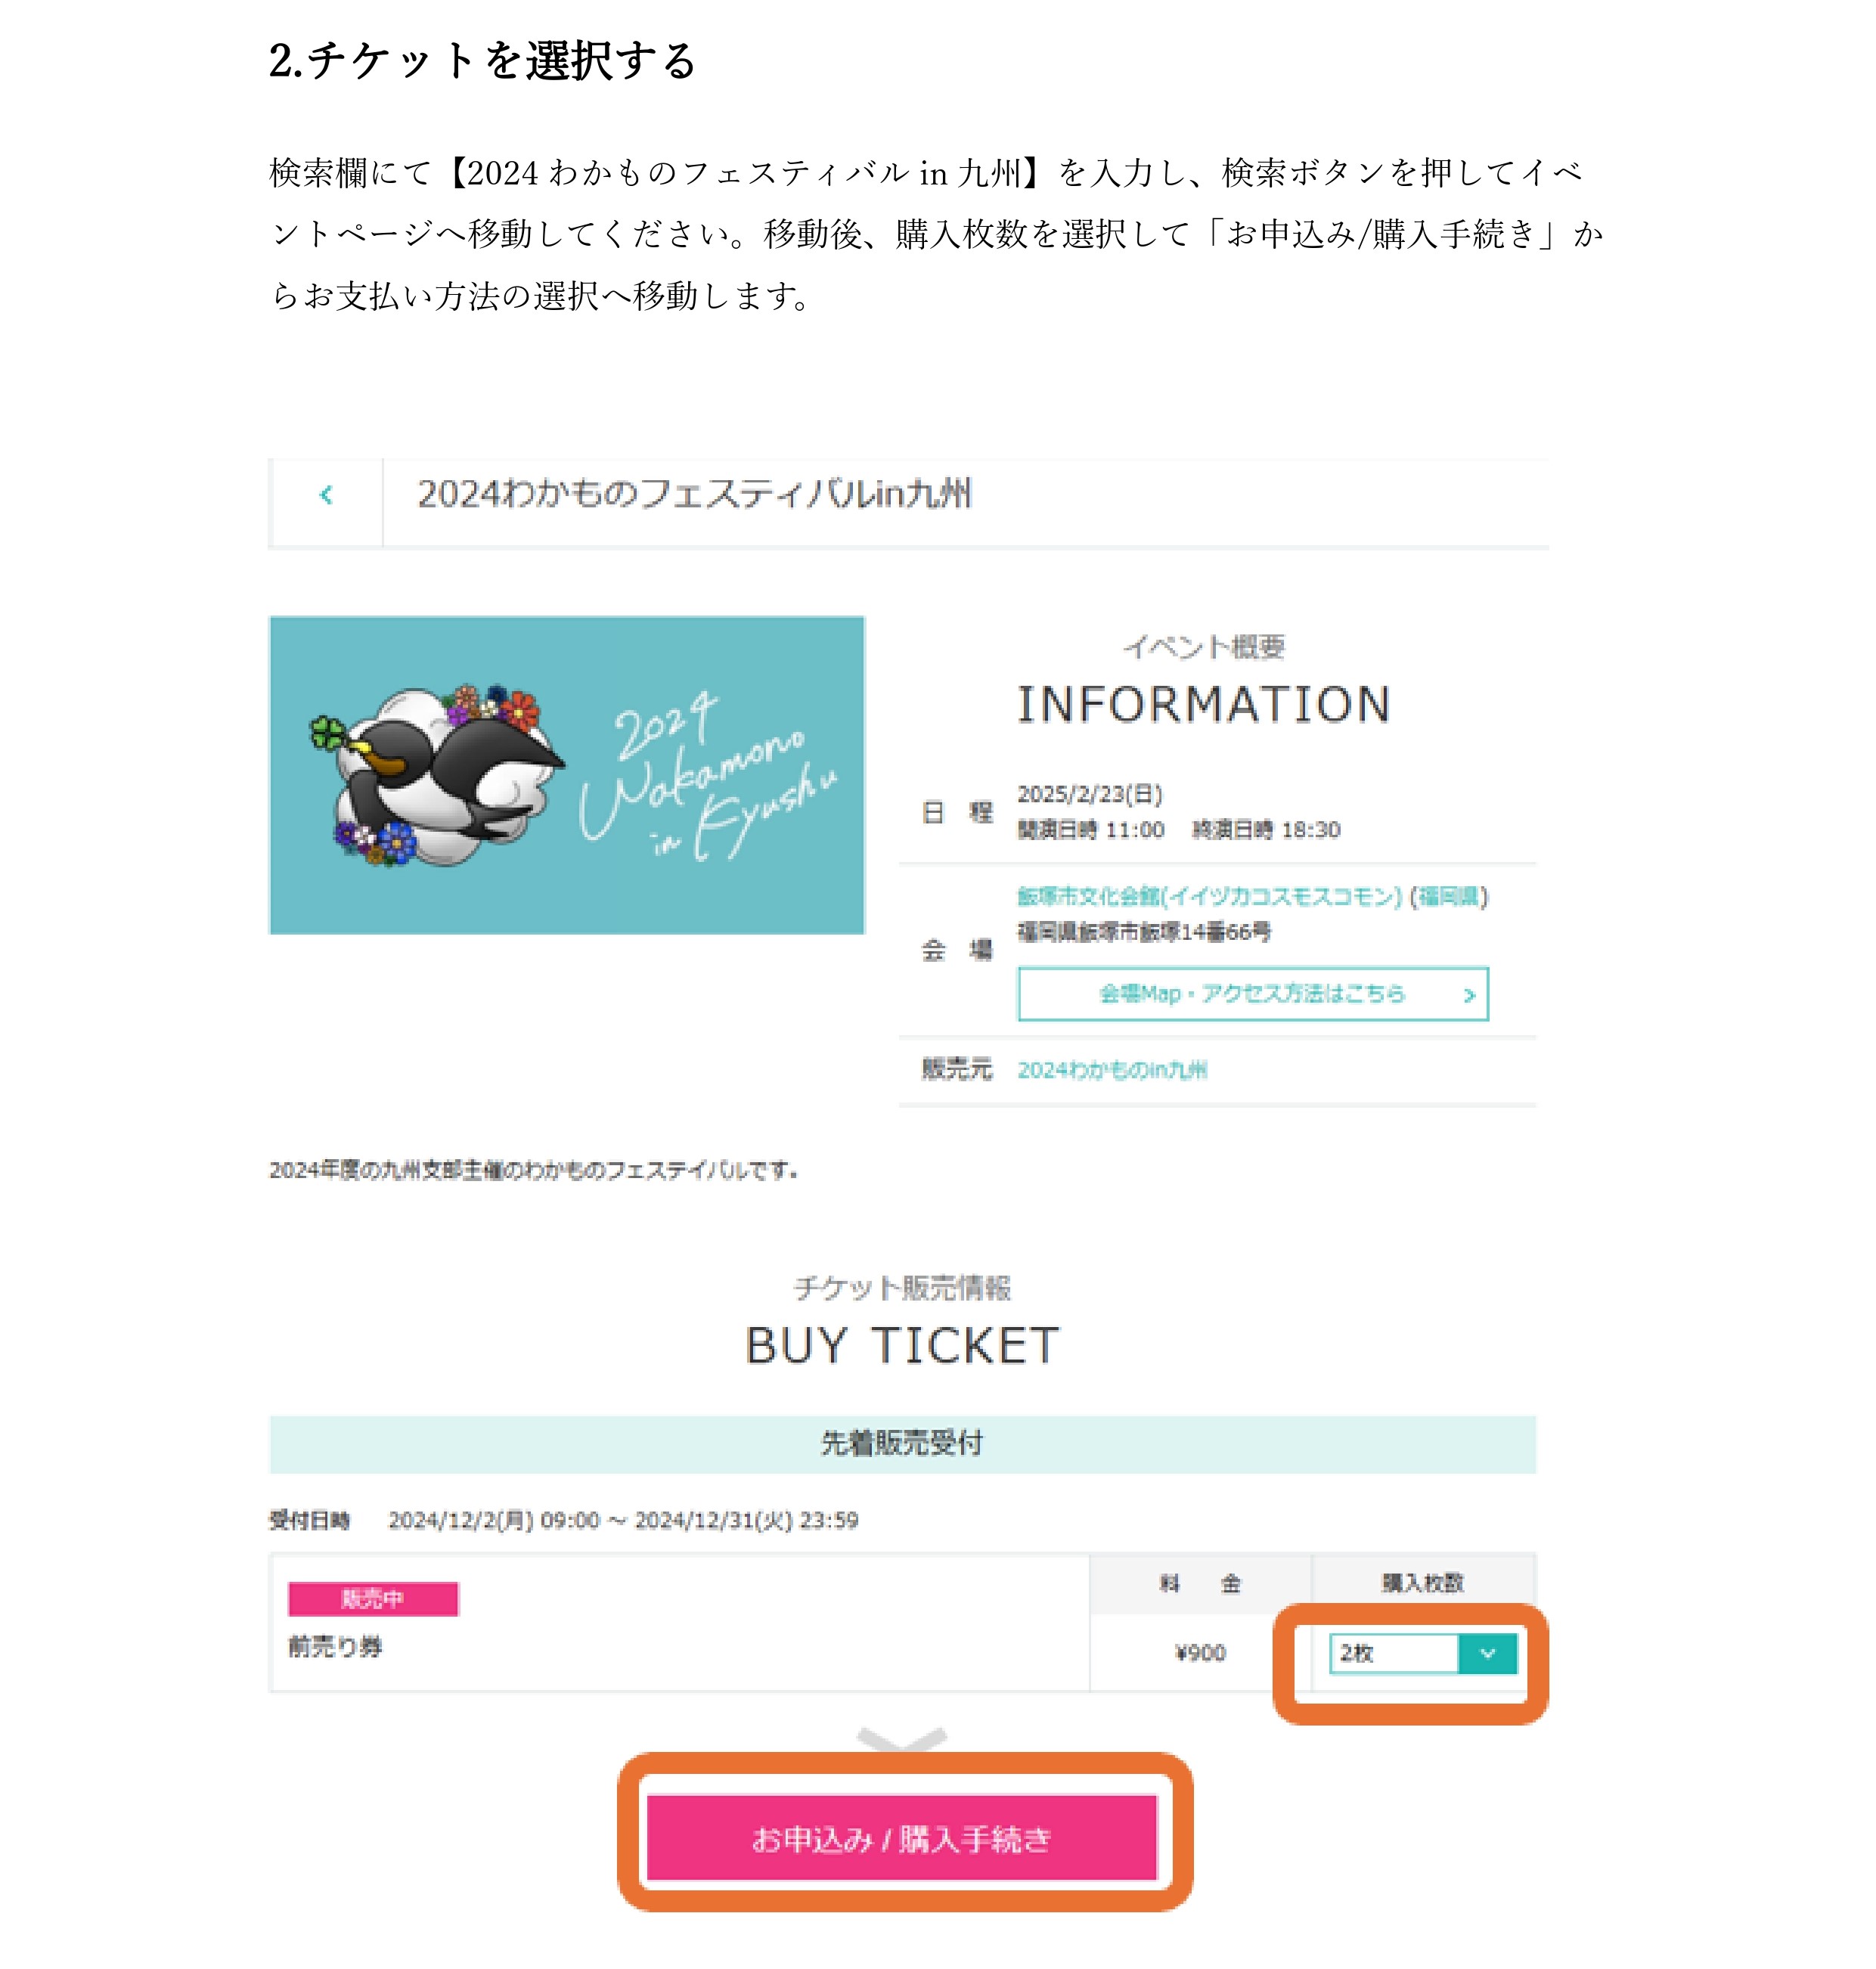 2.チケットを選択する
検索欄にて【2024 わかものフェスティバル in 九州】を入力し、検索ボタンを押してイベ
ントページへ移動してください。移動後、購入枚数を選択して「お申込み/購入手続き」か
らお支払い方法の選択へ移動します。
2024わかものフェスティバルin九州
2024
Wakamono
in Kyushu
イベント概要
INFORMATION
日 程
2025/2/23(日)
開演日時 11:00 終演日時 18:30
会 場
飯塚市文化会館(イイヅカコスモスコモン) (福岡県)
福岡県飯塚市飯塚14番66号
会場Map・アクセス方法はこちら
販売元 2024わかものin九州
2024年度の九州支部主催のわかものフェステイバルです。
チケット販売情報
BUY TICKET
先着販売受付
受付日時 2024/12/2(月) 09:00 ～ 2024/12/31(火) 23:59
料 金 購入枚数
販売中
前売り券
¥900 2枚
お申込み / 購入手続き